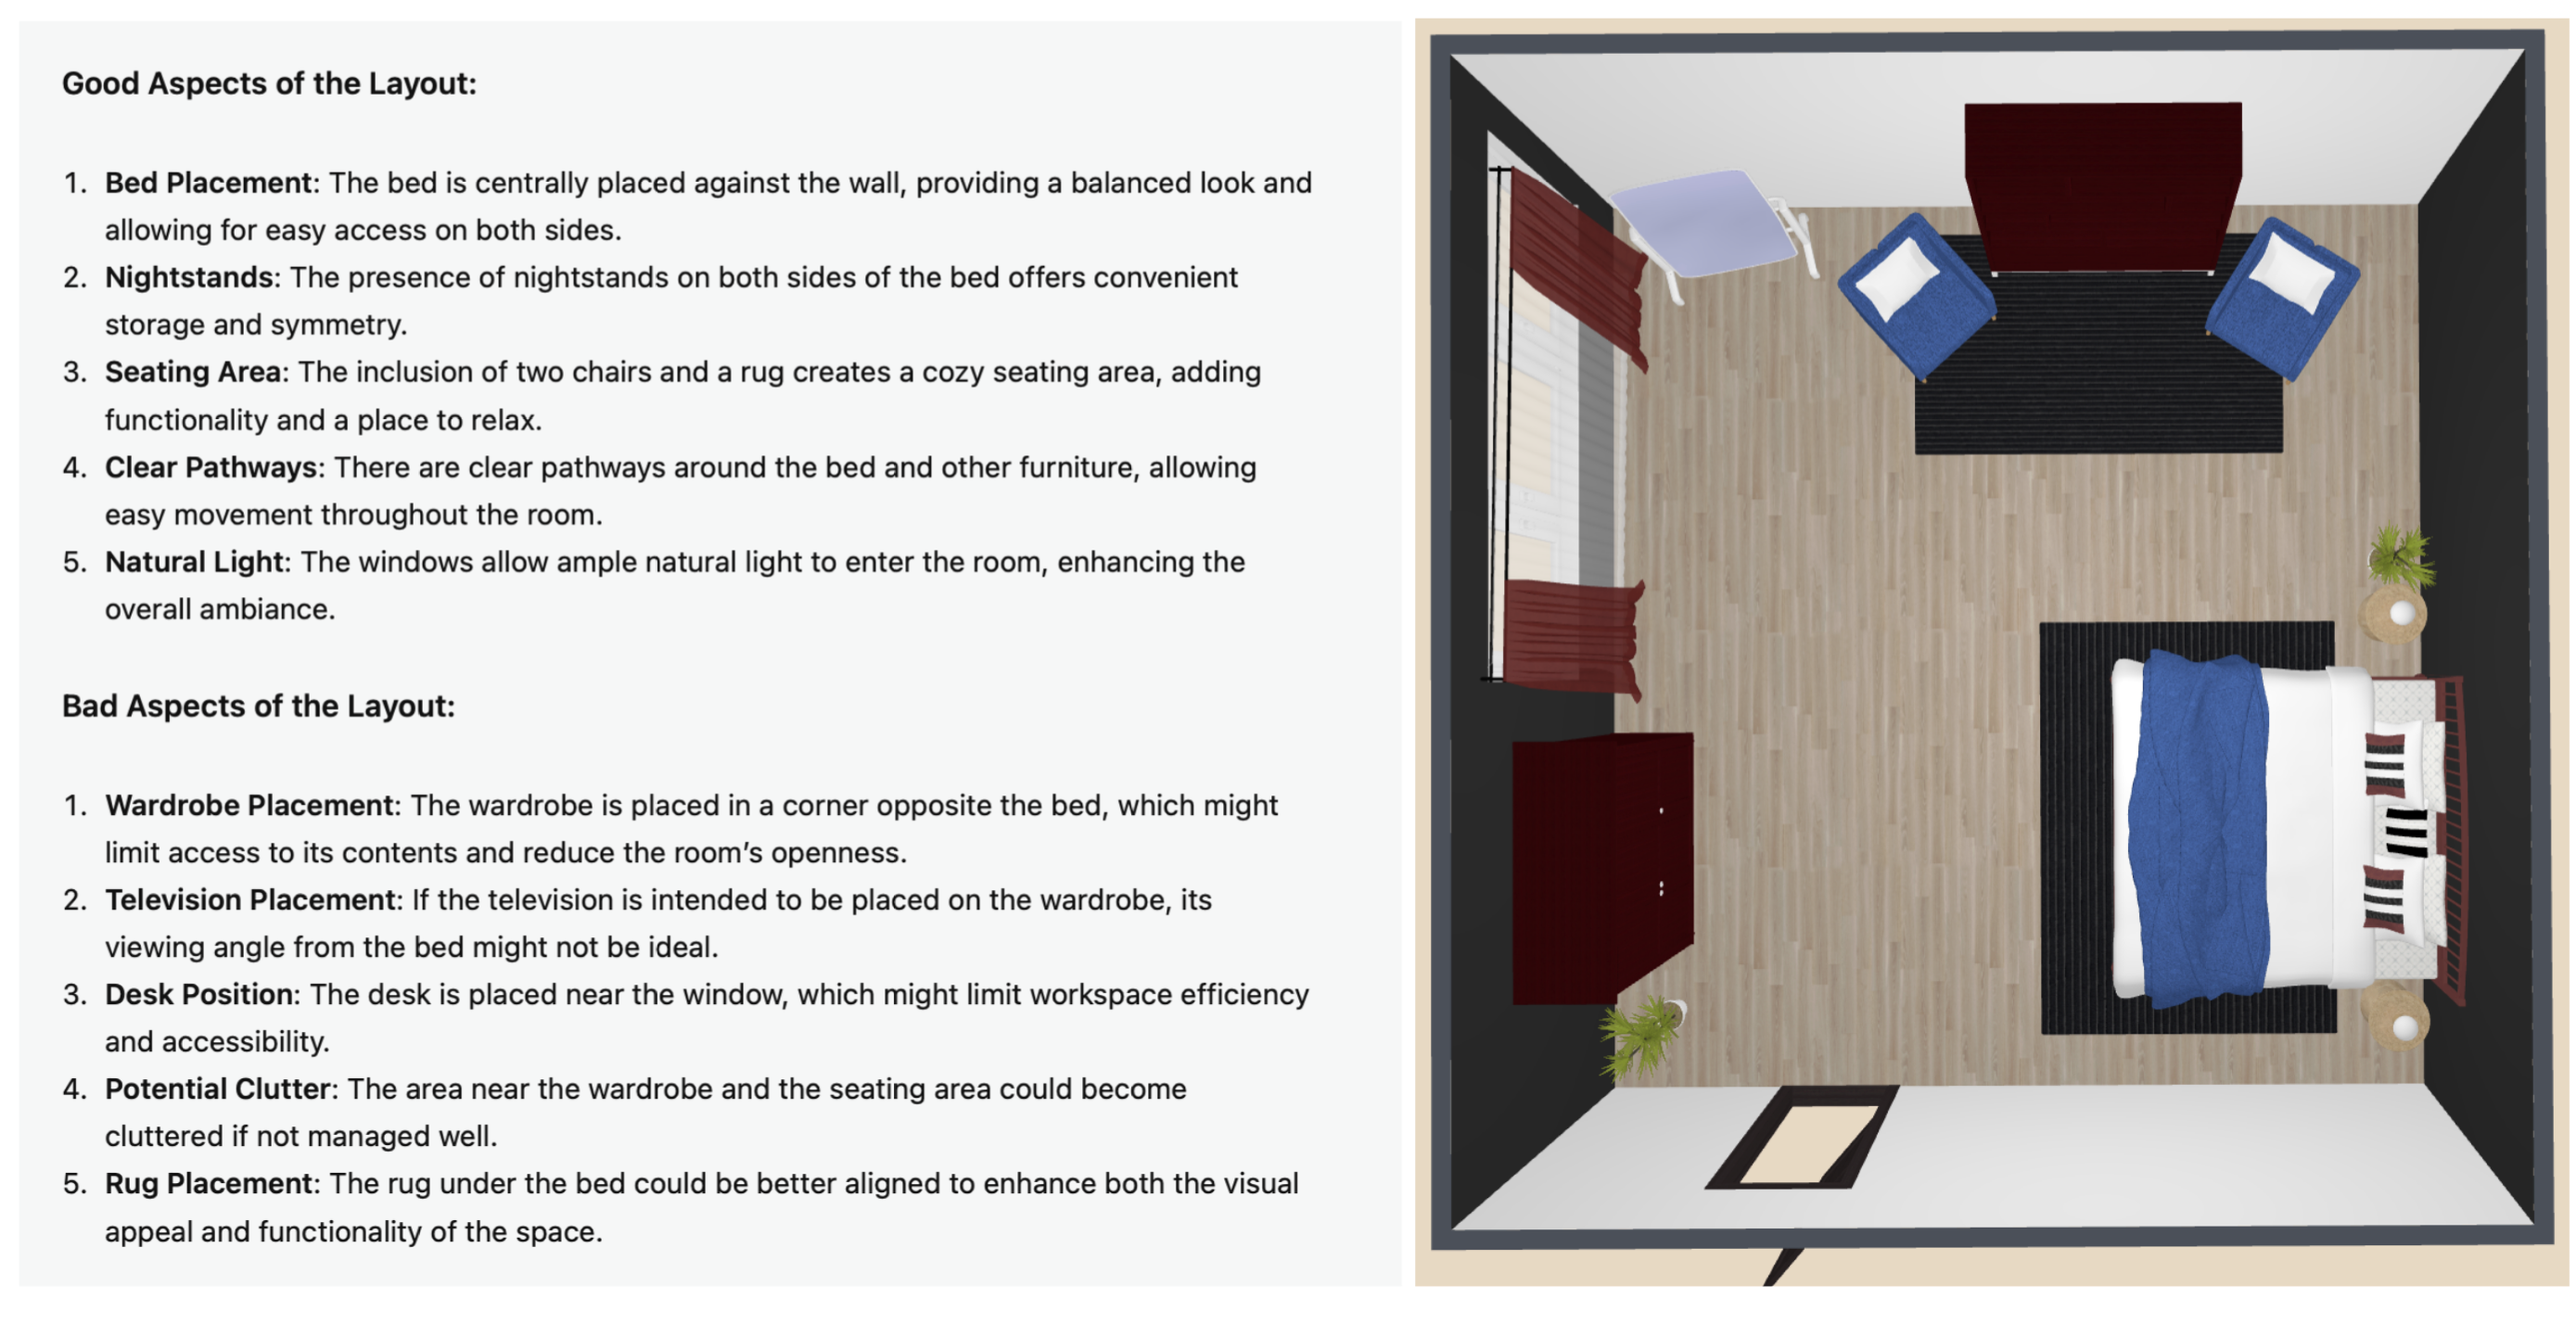 Good Aspects of the Layout:
1. Bed Placement: The bed is centrally placed against the wall, providing a balanced look and
allowing for easy access on both sides.
2. Nightstands: The presence of nightstands on both sides of the bed offers convenient
storage and symmetry.
3. Seating Area: The inclusion of two chairs and a rug creates a cozy seating area, adding
functionality and a place to relax.
4. Clear Pathways: There are clear pathways around the bed and other furniture, allowing
easy movement throughout the room.
5. Natural Light: The windows allow ample natural light to enter the room, enhancing the
overall ambiance.
Bad Aspects of the Layout:
1. Wardrobe Placement: The wardrobe is placed in a corner opposite the bed, which might
limit access to its contents and reduce the room’s openness.
2. Television Placement: If the television is intended to be placed on the wardrobe, its
viewing angle from the bed might not be ideal.
3. Desk Position: The desk is placed near the window, which might limit workspace efficiency
and accessibility.
4. Potential Clutter: The area near the wardrobe and the seating area could become
cluttered if not managed well.
5. Rug Placement: The rug under the bed could be better aligned to enhance both the visual
appeal and functionality of the space.